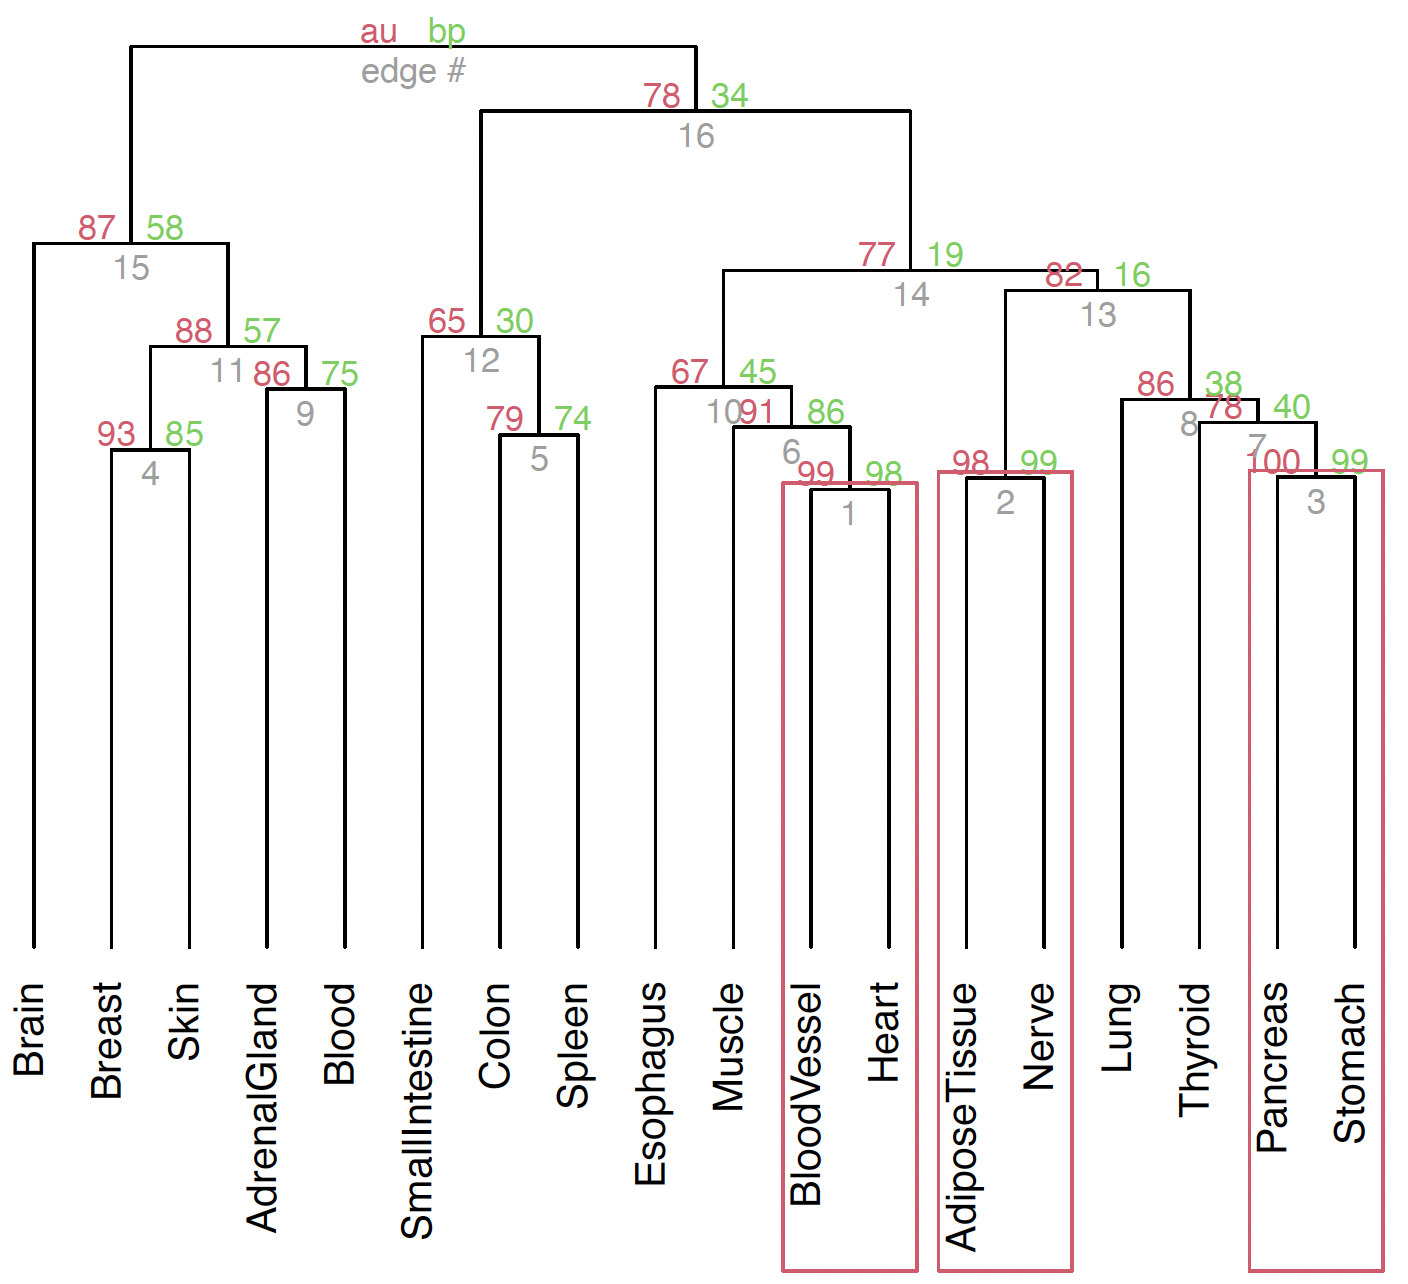 au bp
edge #
78 34
16
87 58
15
77 19
14
82 16
13
88 57
11
65 30
12
86 75
9
67 45
10
86 38
8
78 40
7
91 86
6
79 74
5
93 85
4
100 99
3
98 99
2
99 98
1
Brain
Breast
Skin
AdrenalGland
Blood
SmallIntestine
Colon
Spleen
Esophagus
Muscle
BloodVessel
Heart
AdiposeTissue
Nerve
Lung
Thyroid
Pancreas
Stomach